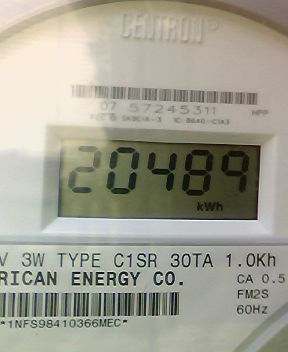 CENTRON®
07 57245311 HPP
20489
kWh
V 3W TYPE C1SR 30TA 1.0Kh
RICAN ENERGY CO. CA 0.5
FM2S
60Hz
*1NFS98410366MEC*